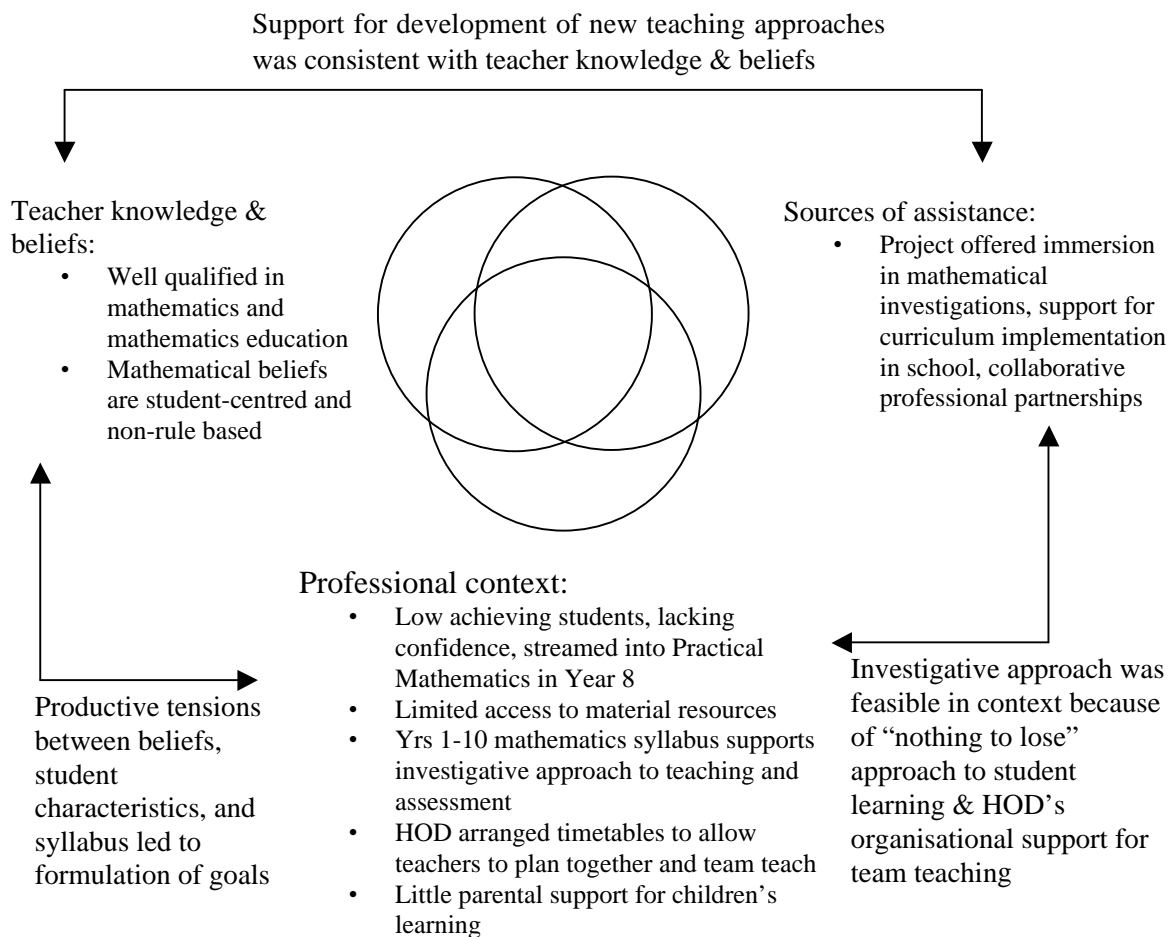 Support for development of new teaching approaches
was consistent with teacher knowledge & beliefs
Teacher knowledge &
beliefs:
• Well qualified in
mathematics and
mathematics education
• Mathematical beliefs
are student-centred and
non-rule based
Sources of assistance:
• Project offered immersion
in mathematical
investigations, support for
curriculum implementation
in school, collaborative
professional partnerships
Professional context:
• Low achieving students, lacking
confidence, streamed into Practical
Mathematics in Year 8
• Limited access to material resources
• Yrs 1-10 mathematics syllabus supports
investigative approach to teaching and
assessment
• HOD arranged timetables to allow
teachers to plan together and team teach
• Little parental support for children’s
learning
Productive tensions
between beliefs,
student
characteristics, and
syllabus led to
formulation of goals
Investigative approach was
feasible in context because
of “nothing to lose”
approach to student
learning & HOD’s
organisational support for
team teaching